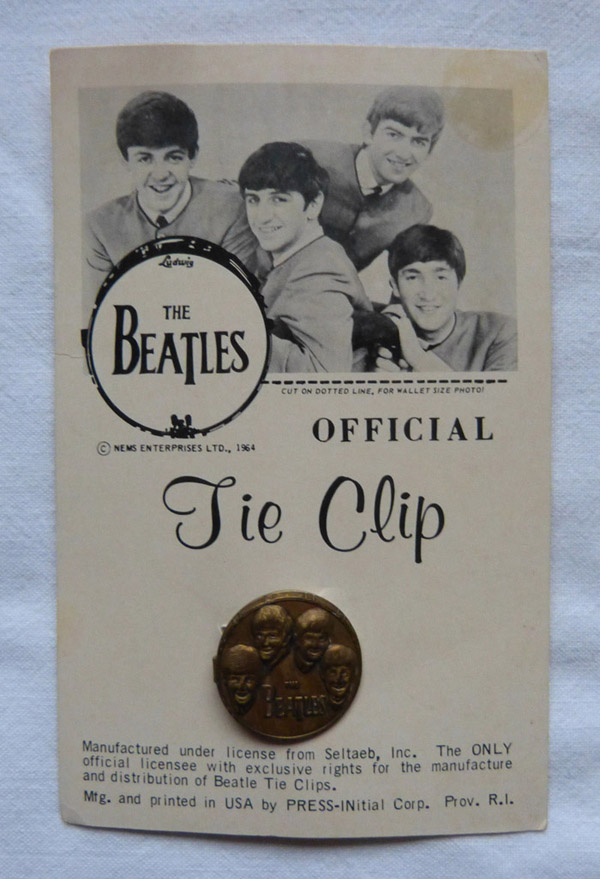 Ludwig
THE
BEATLES
CUT ON DOTTED LINE, FOR WALLET SIZE PHOTO!
© NEMS ENTERPRISES LTD., 1964
OFFICIAL
Tie Clip
THE
BEATLES
Manufactured under license from Seltaeb, Inc. The ONLY
official licensee with exclusive rights for the manufacture
and distribution of Beatle Tie Clips.
Mfg. and printed in USA by PRESS-INitial Corp. Prov. R.I.